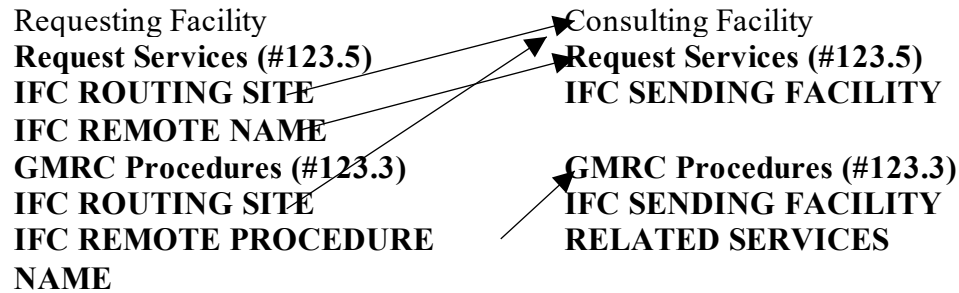 Requesting Facility Consulting Facility
Request Services (#123.5) Request Services (#123.5)
IFC ROUTING SITE IFC SENDING FACILITY
IFC REMOTE NAME
GMRC Procedures (#123.3) GMRC Procedures (#123.3)
IFC ROUTING SITE IFC SENDING FACILITY
IFC REMOTE PROCEDURE RELATED SERVICES
NAME